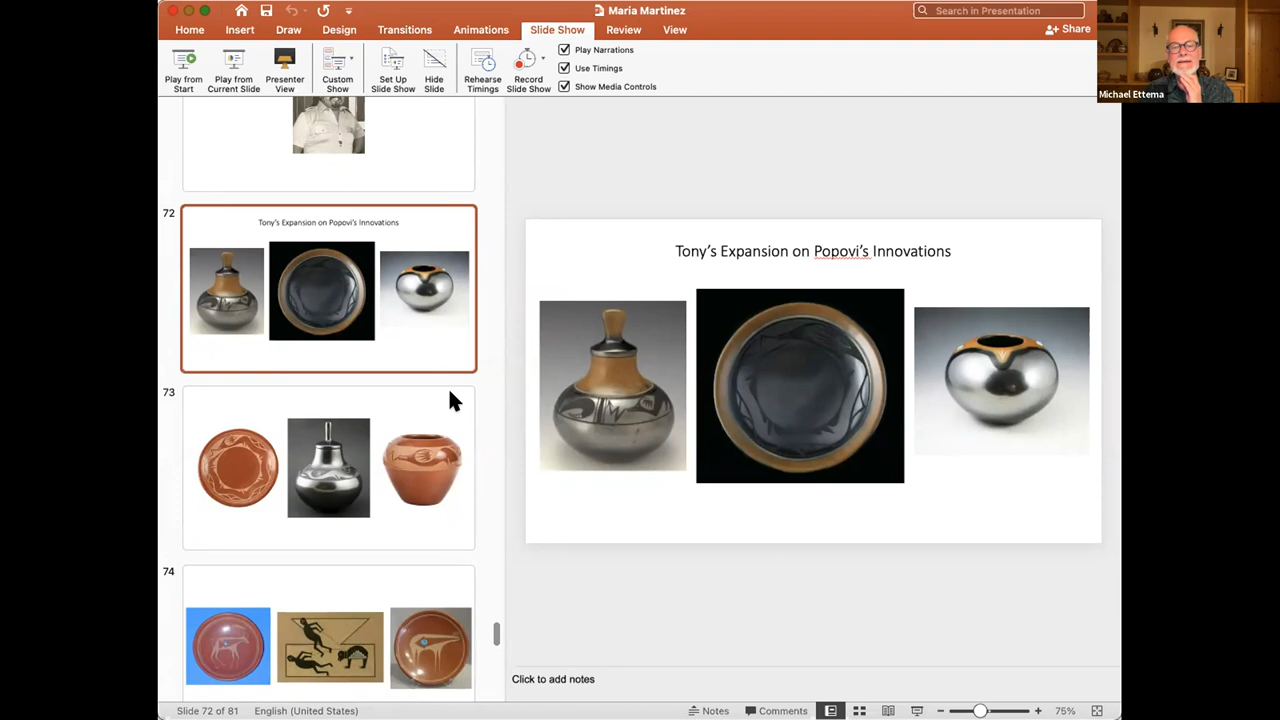 Maria Martinez
Search in Presentation
Home Insert Draw Design Transitions Animations Slide Show Review View
Share
Play from Start
Play from Current Slide
Presenter View
Custom Show
Set Up Slide Show
Hide Slide
Rehearse Timings
Record Slide Show
Play Narrations
Use Timings
Show Media Controls
Michael Ettema
72
Tony's Expansion on Popovi's Innovations
73
74
Tony's Expansion on Popovi's Innovations
Click to add notes
Slide 72 of 81 English (United States) Notes Comments 75%